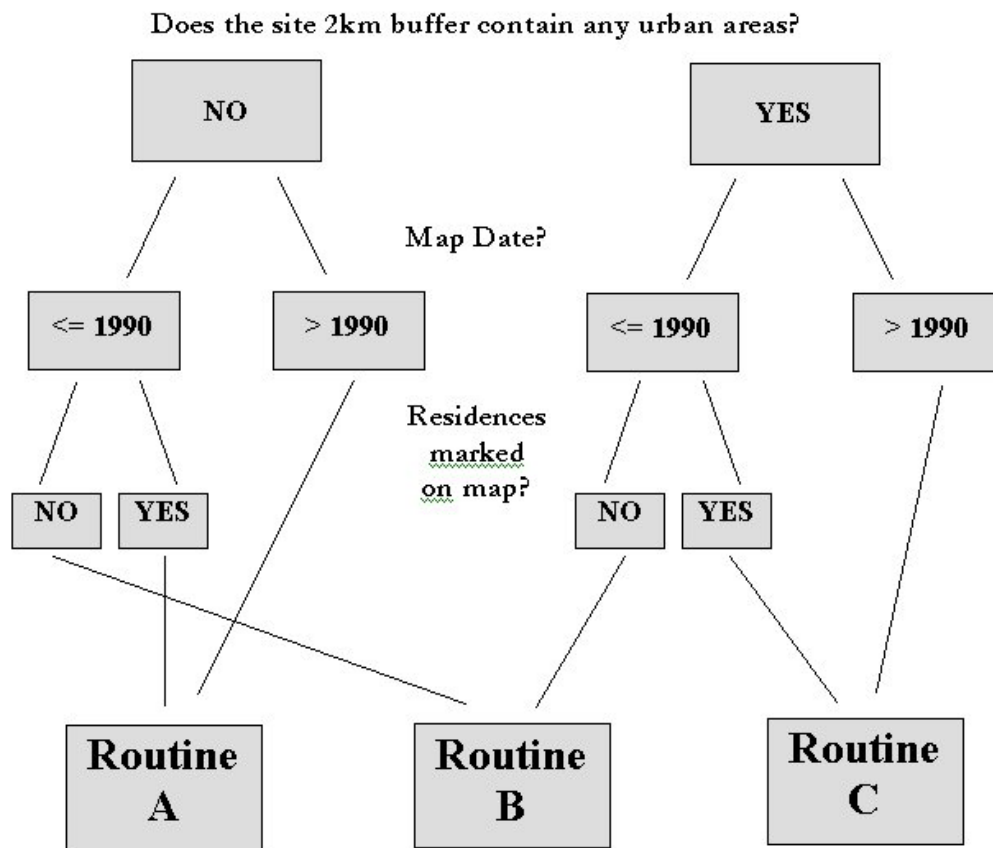 Does the site 2km buffer contain any urban areas?
NO
YES
Map Date?
<= 1990
> 1990
<= 1990
> 1990
Residences
marked
on map?
NO
YES
NO
YES
Routine
A
Routine
B
Routine
C